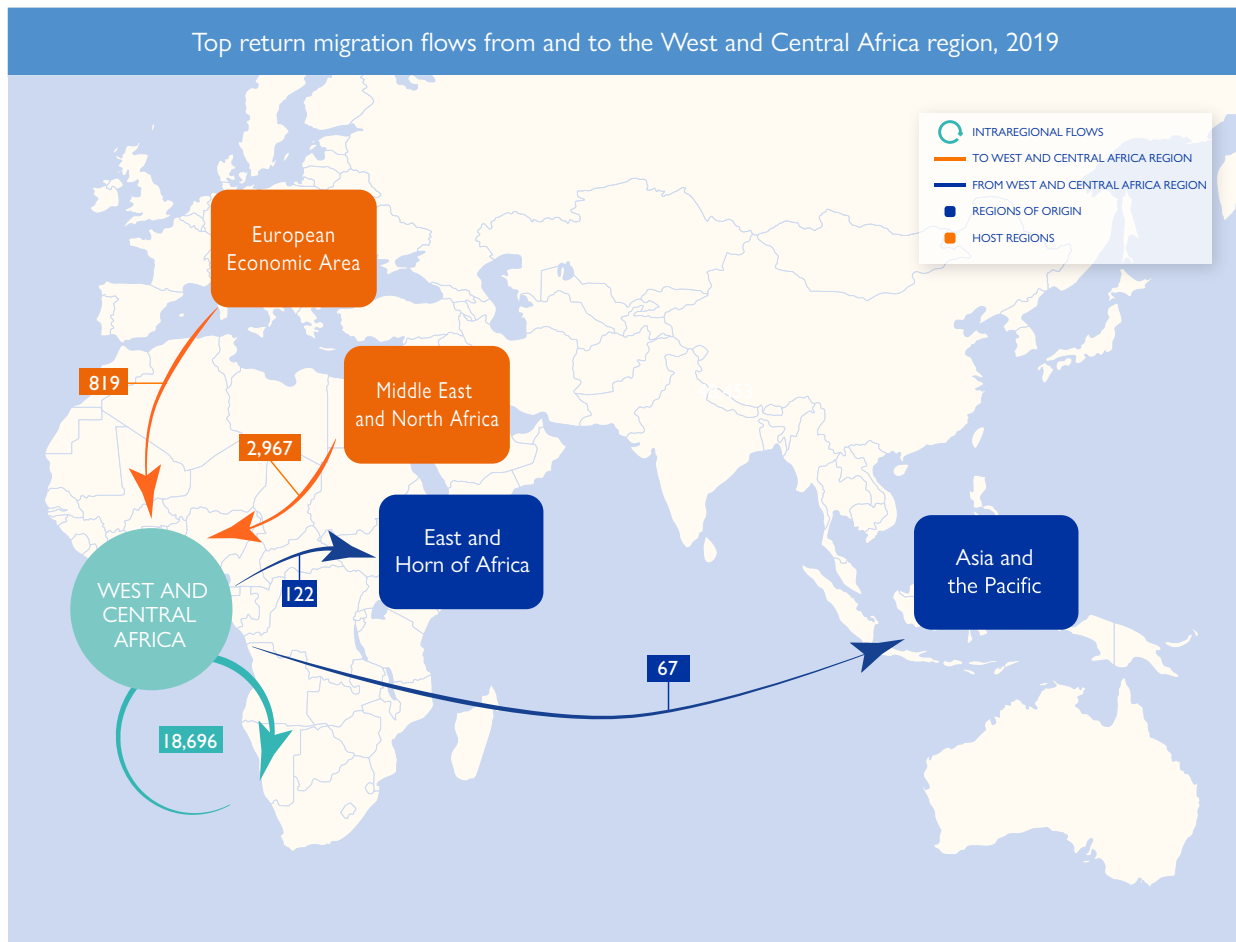 Top return migration flows from and to the West and Central Africa region, 2019
INTRAREGIONAL FLOWS
TO WEST AND CENTRAL AFRICA REGION
FROM WEST AND CENTRAL AFRICA REGION
REGIONS OF ORIGIN
HOST REGIONS
European
Economic Area
819
Middle East
and North Africa
2,967
East and
Horn of Africa
122
Asia and
the Pacific
WEST AND
CENTRAL
AFRICA
67
18,696